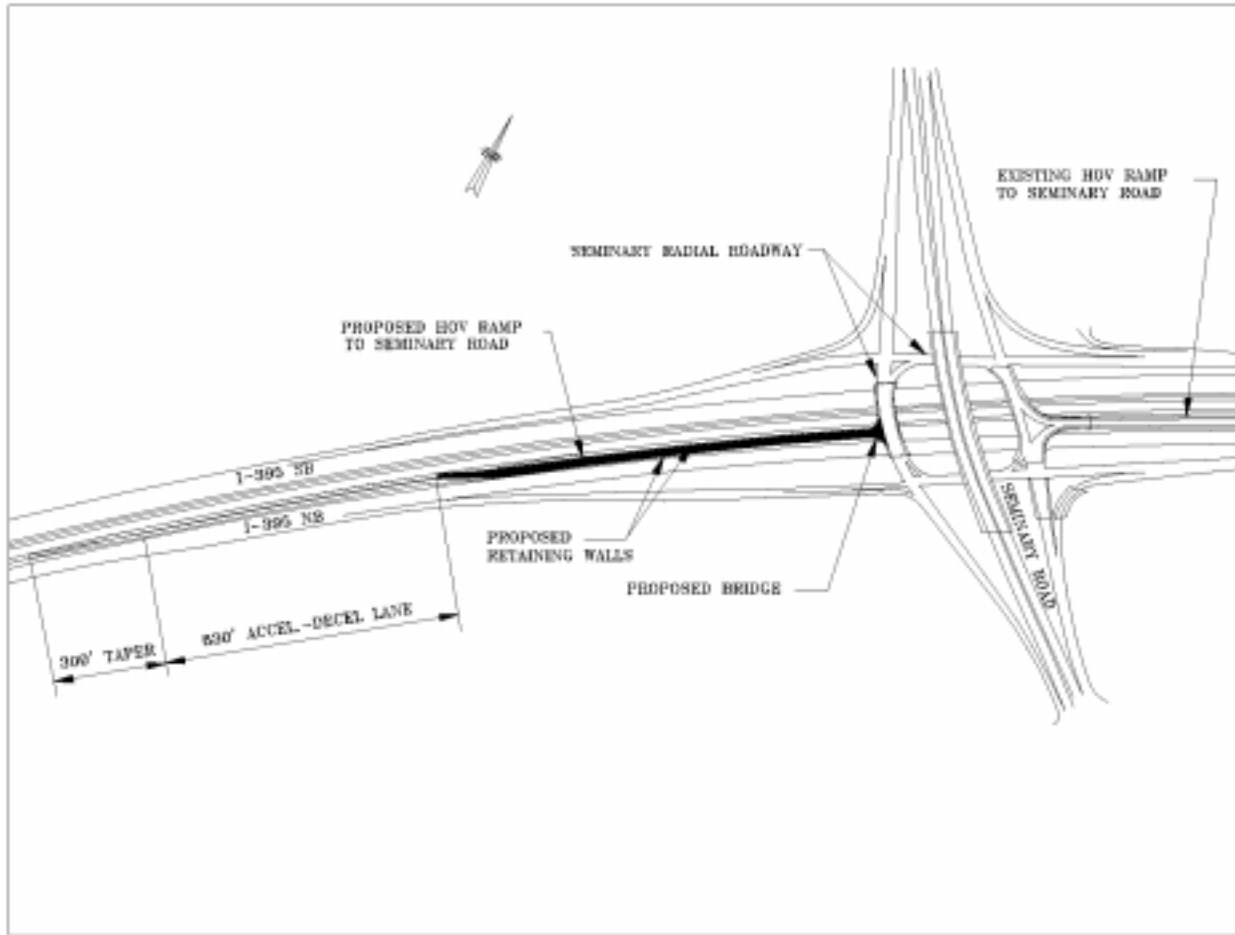 EXISTING HOV RAMP
TO SEMINARY ROAD
SEMINARY RADIAL ROADWAY
PROPOSED HOV RAMP
TO SEMINARY ROAD
I-395 SB
I-395 NB
PROPOSED
RETAINING WALLS
PROPOSED BRIDGE
SEMINARY ROAD
300' TAPER
830' ACCEL.-DECEL LANE